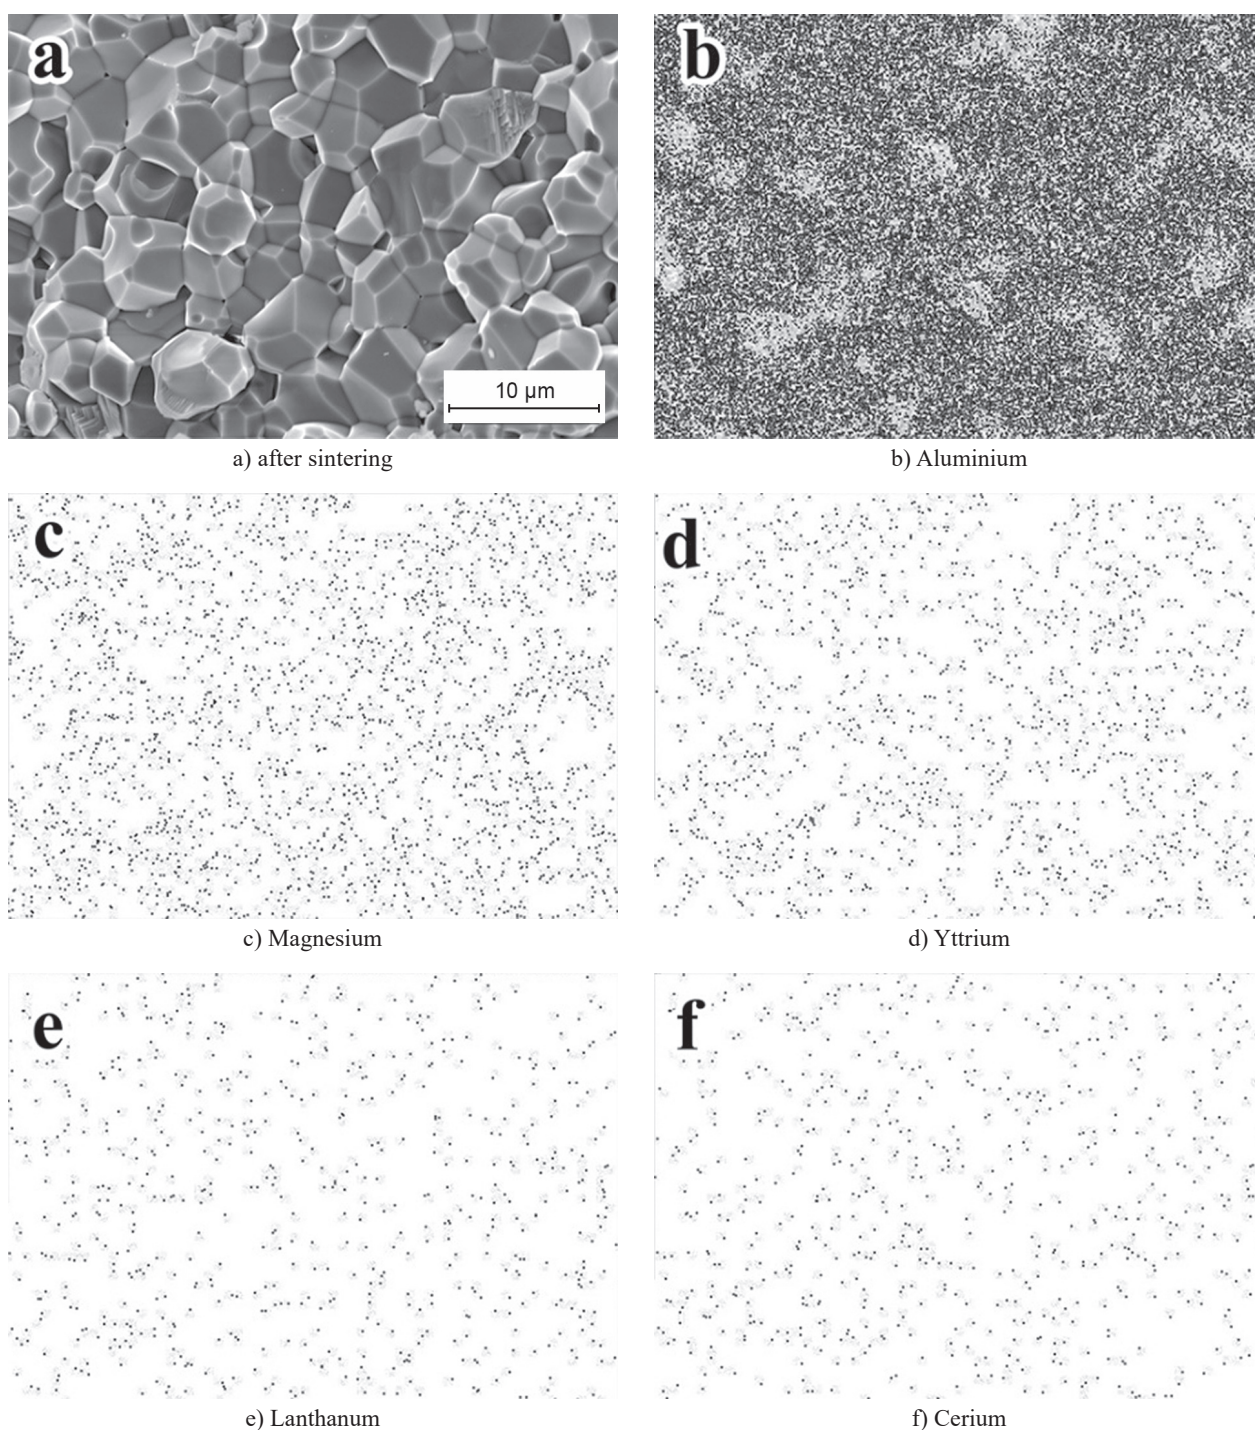 a
b
10 µm
a) after sintering
b) Aluminium
c
d
c) Magnesium
d) Yttrium
e
f
e) Lanthanum
f) Cerium